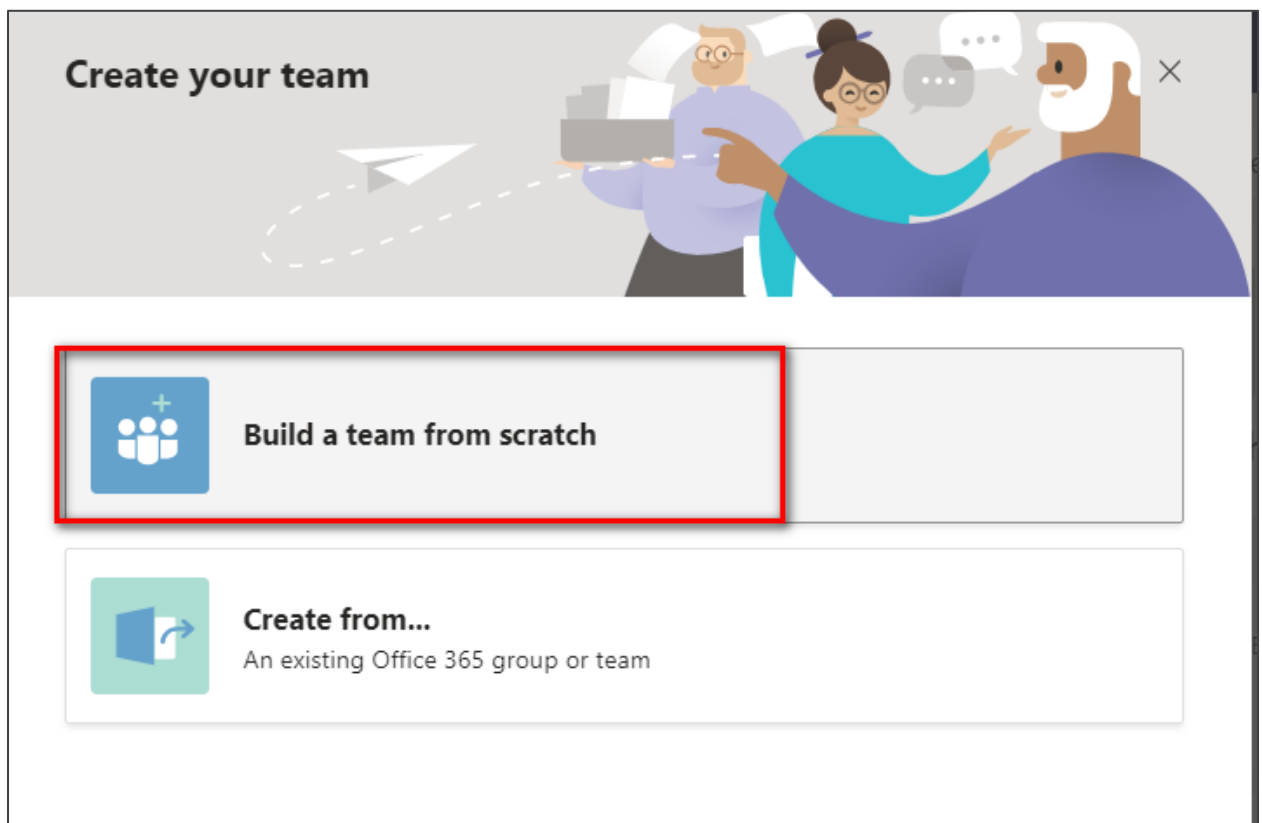 Create your team
Build a team from scratch
Create from...
An existing Office 365 group or team